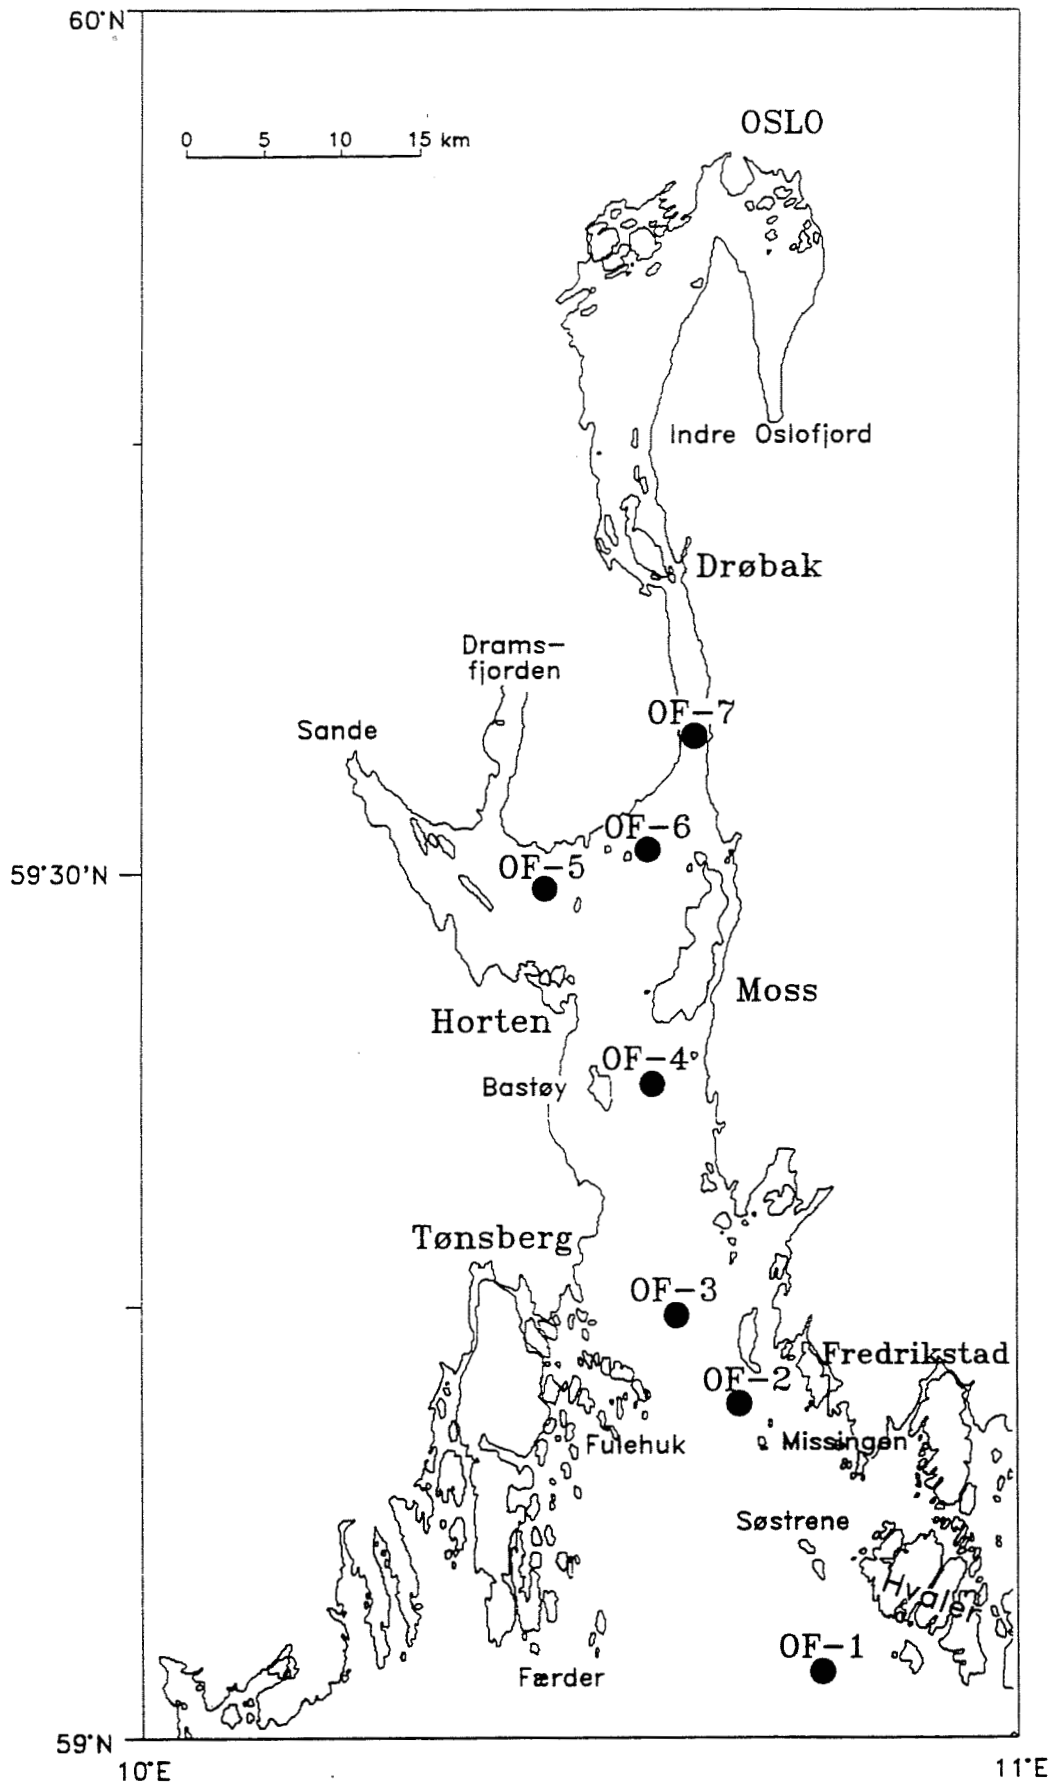 60°N
OSLO
0 5 10 15 km
Indre Oslofjord
Drøbak
Drams-
fjorden
OF-7
Sande
OF-6
OF-5
59°30'N
Moss
Horten
OF-4
Bastøy
Tønsberg
OF-3
Fredrikstad
OF-2
Fulehuk
Missingen
Søstrene
Hvaler
OF-1
Færder
59°N
10°E
11°E